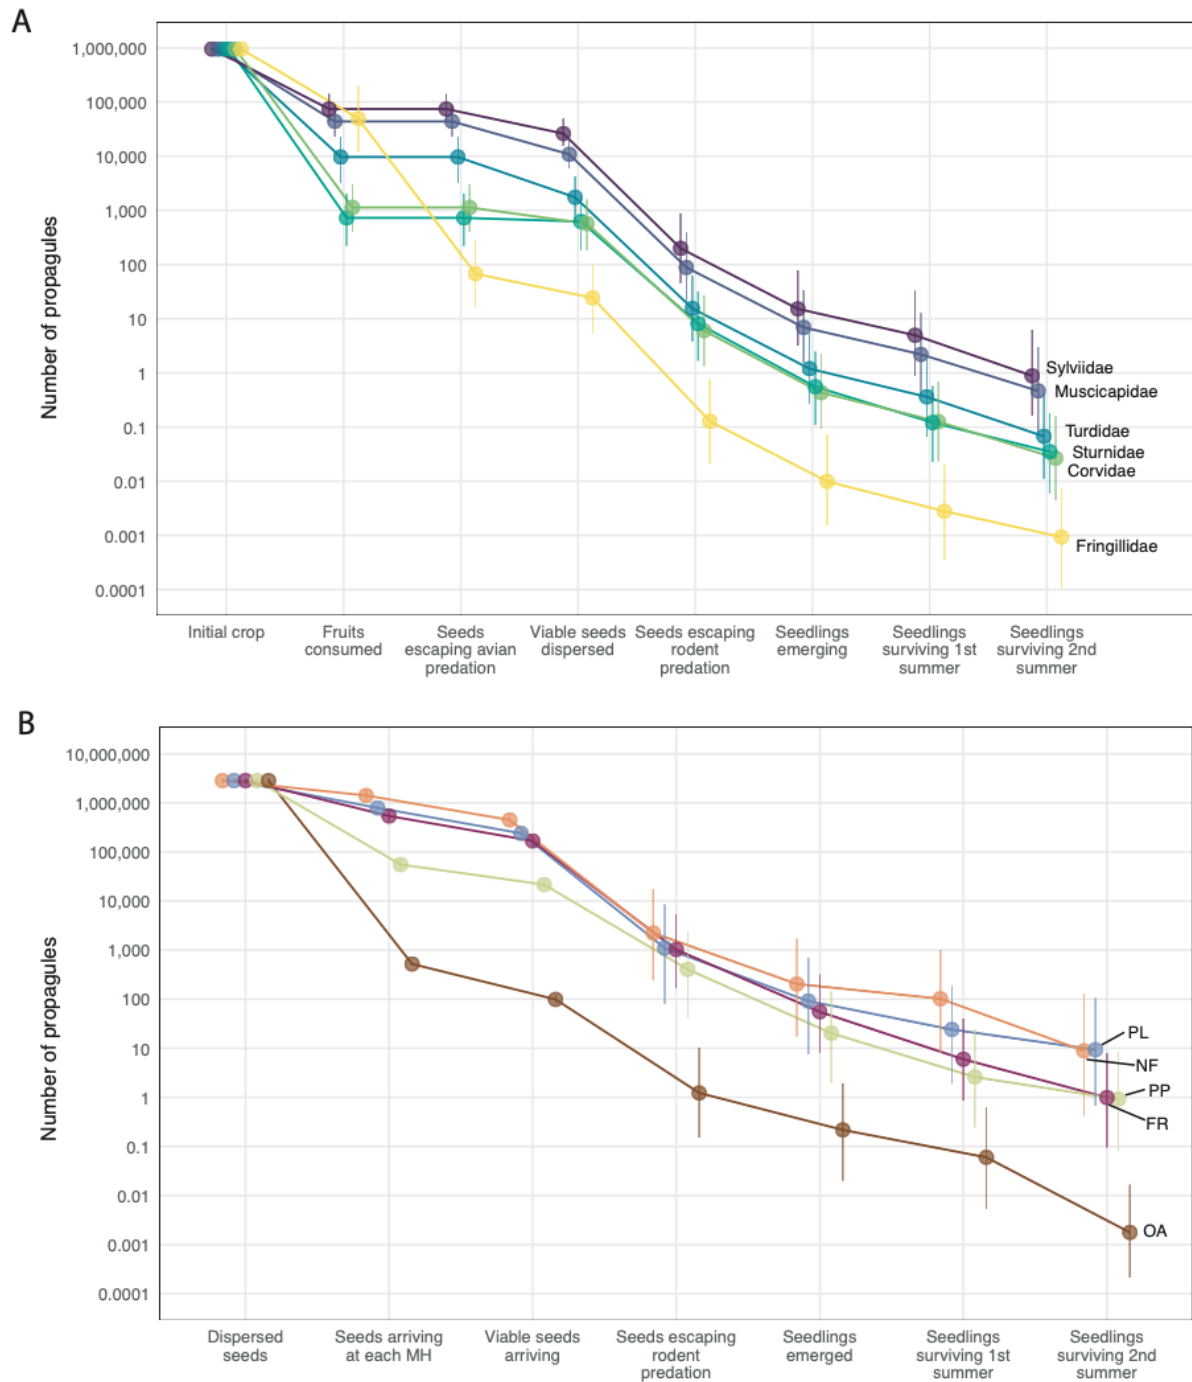 A
Number of propagules
1,000,000
100,000
10,000
1,000
100
10
1
0.1
0.01
0.001
0.0001
Sylviidae
Muscicapidae
Turdidae
Sturnidae
Corvidae
Fringillidae
Initial crop
Fruits
consumed
Seeds
escaping avian
predation
Viable seeds
dispersed
Seeds escaping
rodent
predation
Seedlings
emerging
Seedlings
surviving 1st
summer
Seedlings
surviving 2nd
summer
B
Number of propagules
10,000,000
1,000,000
100,000
10,000
1,000
100
10
1
0.1
0.01
0.001
0.0001
PL
NF
PP
FR
OA
Dispersed
seeds
Seeds arriving
at each MH
Viable seeds
arriving
Seeds escaping
rodent
predation
Seedlings
emerged
Seedlings
surviving 1st
summer
Seedlings
surviving 2nd
summer